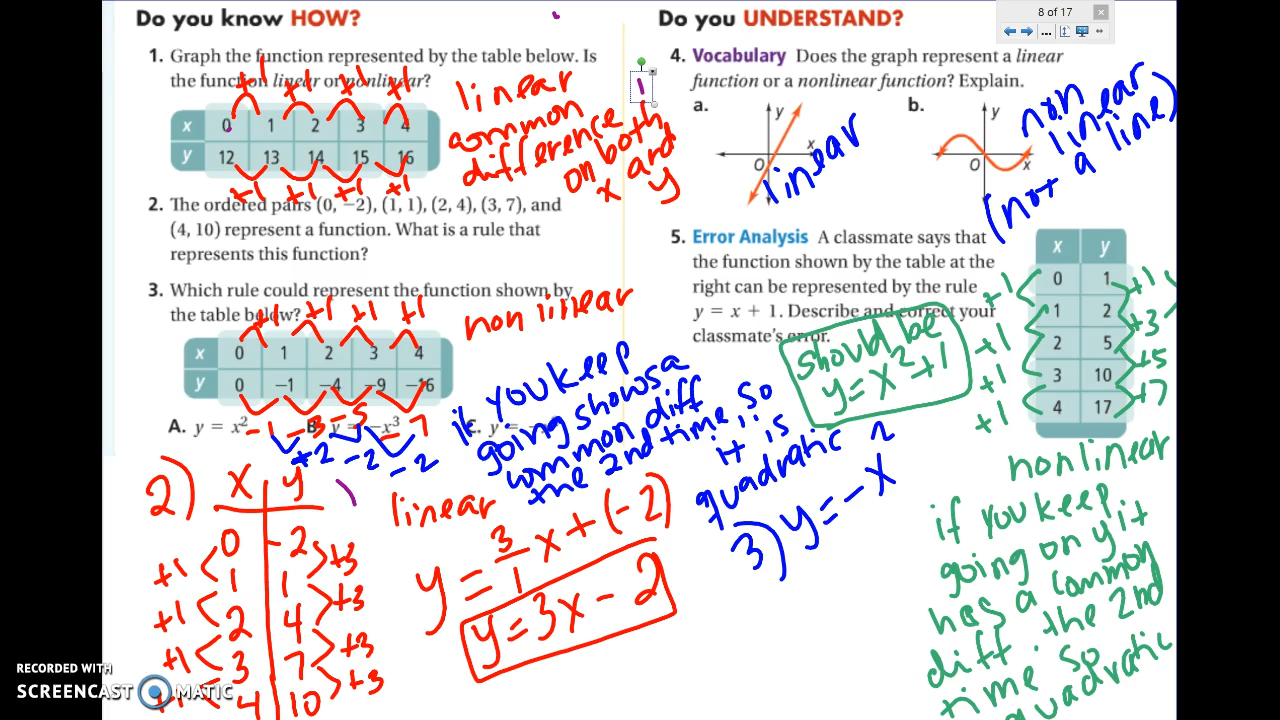 Do you know HOW?
1. Graph the function represented by the table below. Is
the function linear or nonlinear?
+1 +1 +1 +1
x 0 1 2 3 4
y 12 13 14 15 16
+1 +1 +1 +1
linear
common
difference
on both
x and
y
2. The ordered pairs (0, −2), (1, 1), (2, 4), (3, 7), and
(4, 10) represent a function. What is a rule that
represents this function?
3. Which rule could represent the function shown by
the table below?
+1 +1 +1 +1
non linear
x 0 1 2 3 4
y 0 −1 −4 −9 −16
-1 -3 -5 -7
+2 -2 -2
A. y = x² B. y = −x³ C. y =
if you keep
going shows a
common diff
the 2nd time, so
it is
quadratic
3) y = -x²
2) x y
0 -2
1 1
2 4
3 7
4 10
+1 +1 +1 +1
+3 +3 +3 +3
linear
y = 3/1 x + (-2)
y = 3x - 2
Do you UNDERSTAND?
4. Vocabulary Does the graph represent a linear
function or a nonlinear function? Explain.
a. y x O
linear
b. y x O
non
linear
(not a line)
5. Error Analysis A classmate says that
the function shown by the table at the
right can be represented by the rule
y = x + 1. Describe and correct your
classmate's error.
should be
y = x² + 1
x y
0 1
1 2
2 5
3 10
4 17
+1 +1 +1 +1
+1 +3 +5 +7
nonlinear
if you keep
going on y it
has a common
diff. the 2nd
time so
quadratic
8 of 17
RECORDED WITH
SCREENCAST MATIC